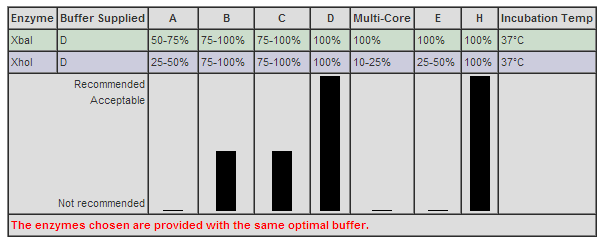 Enzyme Buffer Supplied A B C D Multi-Core E H Incubation Temp
XbaI D 50-75% 75-100% 75-100% 100% 100% 100% 100% 37°C
XhoI D 25-50% 75-100% 75-100% 100% 10-25% 25-50% 100% 37°C
Recommended
Acceptable
Not recommended
The enzymes chosen are provided with the same optimal buffer.